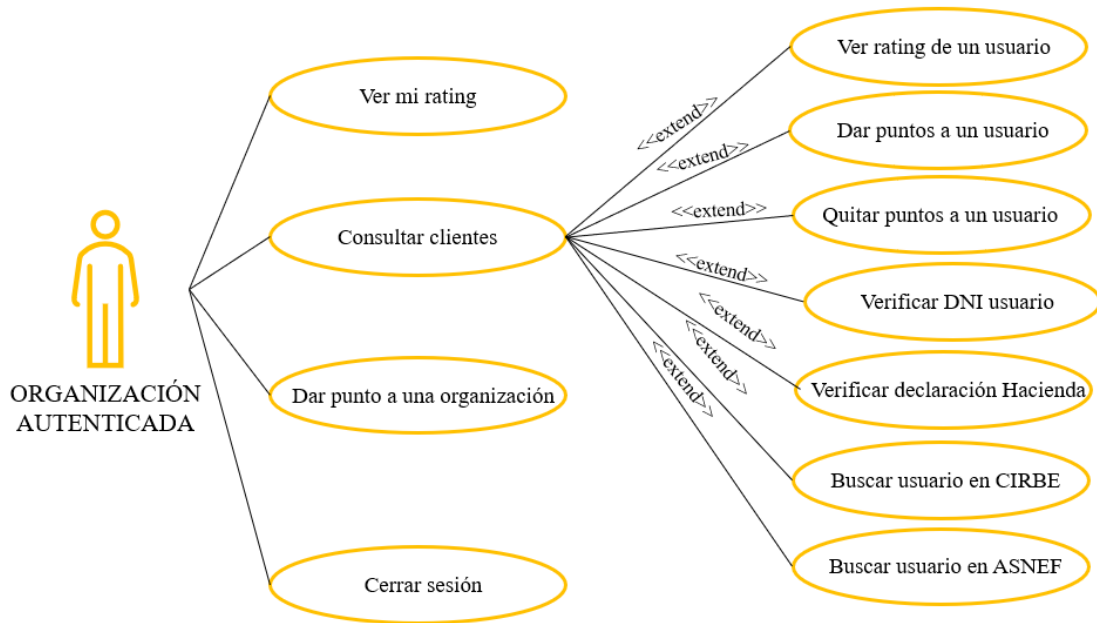 ORGANIZACIÓN
AUTENTICADA
Ver mi rating
Consultar clientes
Dar punto a una organización
Cerrar sesión
<<extend>>
<<extend>>
<<extend>>
<<extend>>
<<extend>>
<<extend>>
<<extend>>
Ver rating de un usuario
Dar puntos a un usuario
Quitar puntos a un usuario
Verificar DNI usuario
Verificar declaración Hacienda
Buscar usuario en CIRBE
Buscar usuario en ASNEF